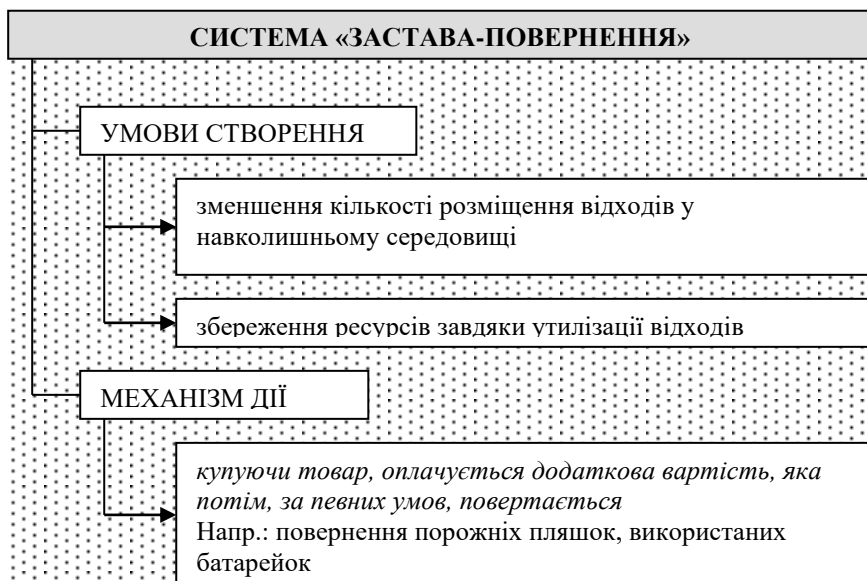 СИСТЕМА «ЗАСТАВА-ПОВЕРНЕННЯ»
УМОВИ СТВОРЕННЯ
зменшення кількості розміщення відходів у
навколишньому середовищі
збереження ресурсів завдяки утилізації відходів
МЕХАНІЗМ ДІЇ
купуючи товар, оплачується додаткова вартість, яка
потім, за певних умов, повертається
Напр.: повернення порожніх пляшок, використаних
батарейок